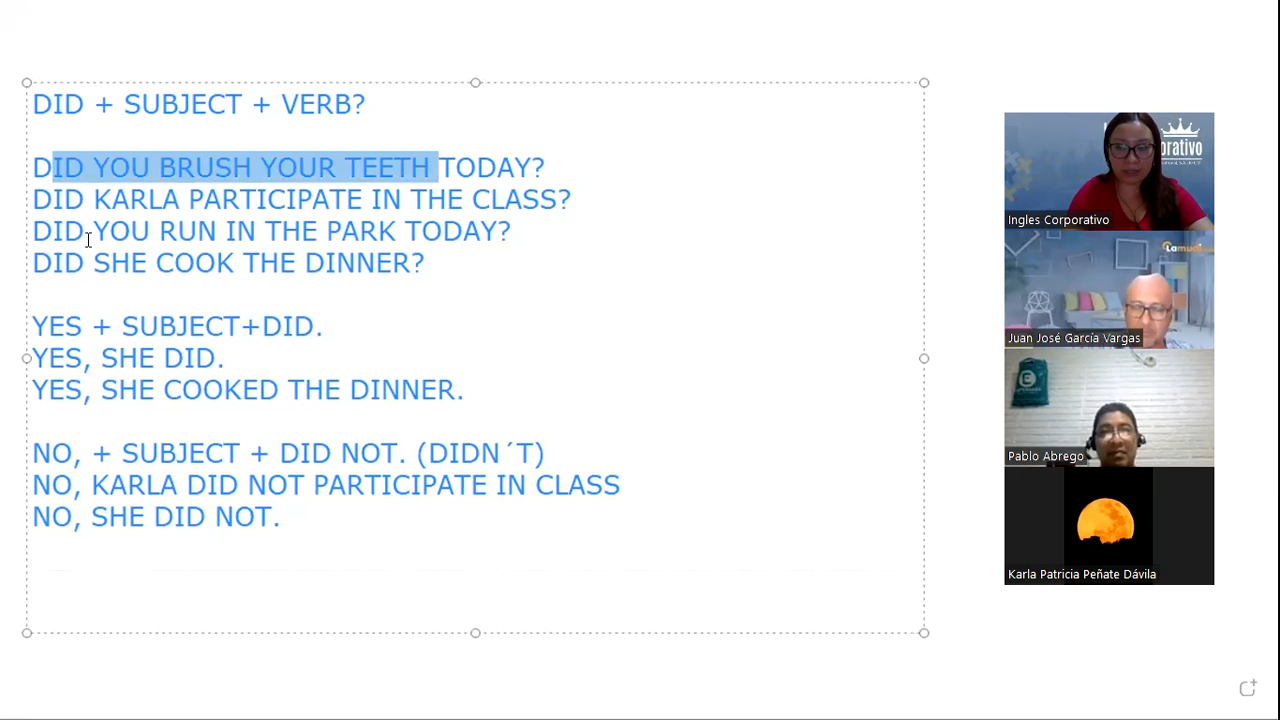 DID + SUBJECT + VERB?
DID YOU BRUSH YOUR TEETH TODAY?
DID KARLA PARTICIPATE IN THE CLASS?
DID YOU RUN IN THE PARK TODAY?
DID SHE COOK THE DINNER?
YES + SUBJECT+DID.
YES, SHE DID.
YES, SHE COOKED THE DINNER.
NO, + SUBJECT + DID NOT. (DIDN´T)
NO, KARLA DID NOT PARTICIPATE IN CLASS
NO, SHE DID NOT.
orativo
Ingles Corporativo
Juan José García Vargas
Pablo Abrego
Karla Patricia Peñate Dávila